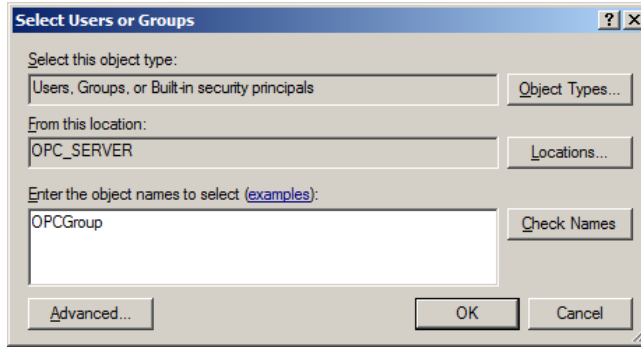 Select Users or Groups
Select this object type:
Users, Groups, or Built-in security principals
Object Types...
From this location:
OPC_SERVER
Locations...
Enter the object names to select (examples):
OPCGroup
Check Names
Advanced...
OK
Cancel